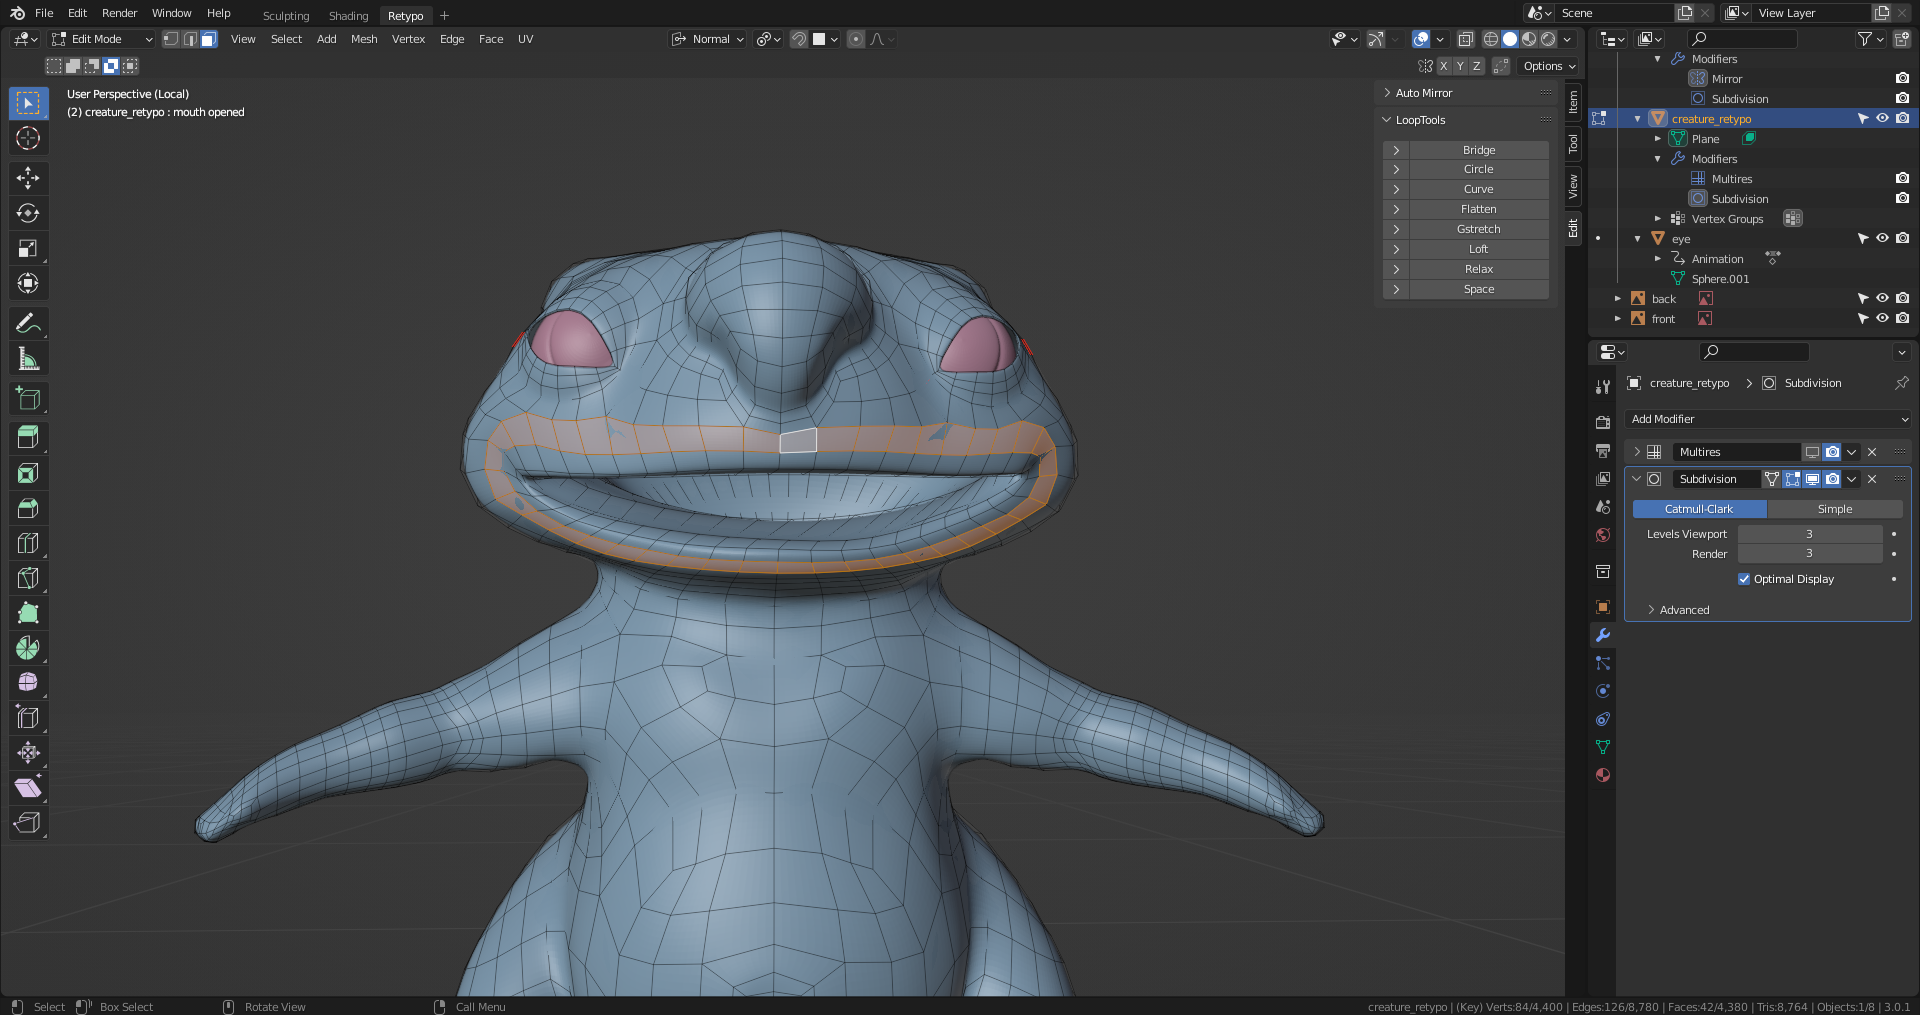 File Edit Render Window Help Sculpting Shading Retypo + Scene View Layer
Edit Mode View Select Add Mesh Vertex Edge Face UV Normal
X Y Z Options
User Perspective (Local)
(2) creature_retypo : mouth opened
Auto Mirror
LoopTools
Bridge
Circle
Curve
Flatten
Gstretch
Loft
Relax
Space
Item
Tool
View
Edit
Modifiers
Mirror
Subdivision
creature_retypo
Plane
Modifiers
Multires
Subdivision
Vertex Groups
eye
Animation
Sphere.001
back
front
creature_retypo > Subdivision
Add Modifier
Multires
Subdivision
Catmull-Clark Simple
Levels Viewport 3
Render 3
Optimal Display
Advanced
Select Box Select Rotate View Call Menu
creature_retypo | (Key) Verts:84/4,400 | Edges:126/8,780 | Faces:42/4,380 | Tris:8,764 | Objects:1/8 | 3.0.1